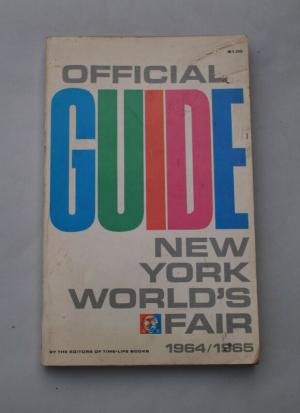 $1.00
OFFICIAL
GUIDE
NEW
YORK
WORLD'S
FAIR
1964/1965
BY THE EDITORS OF TIME-LIFE BOOKS